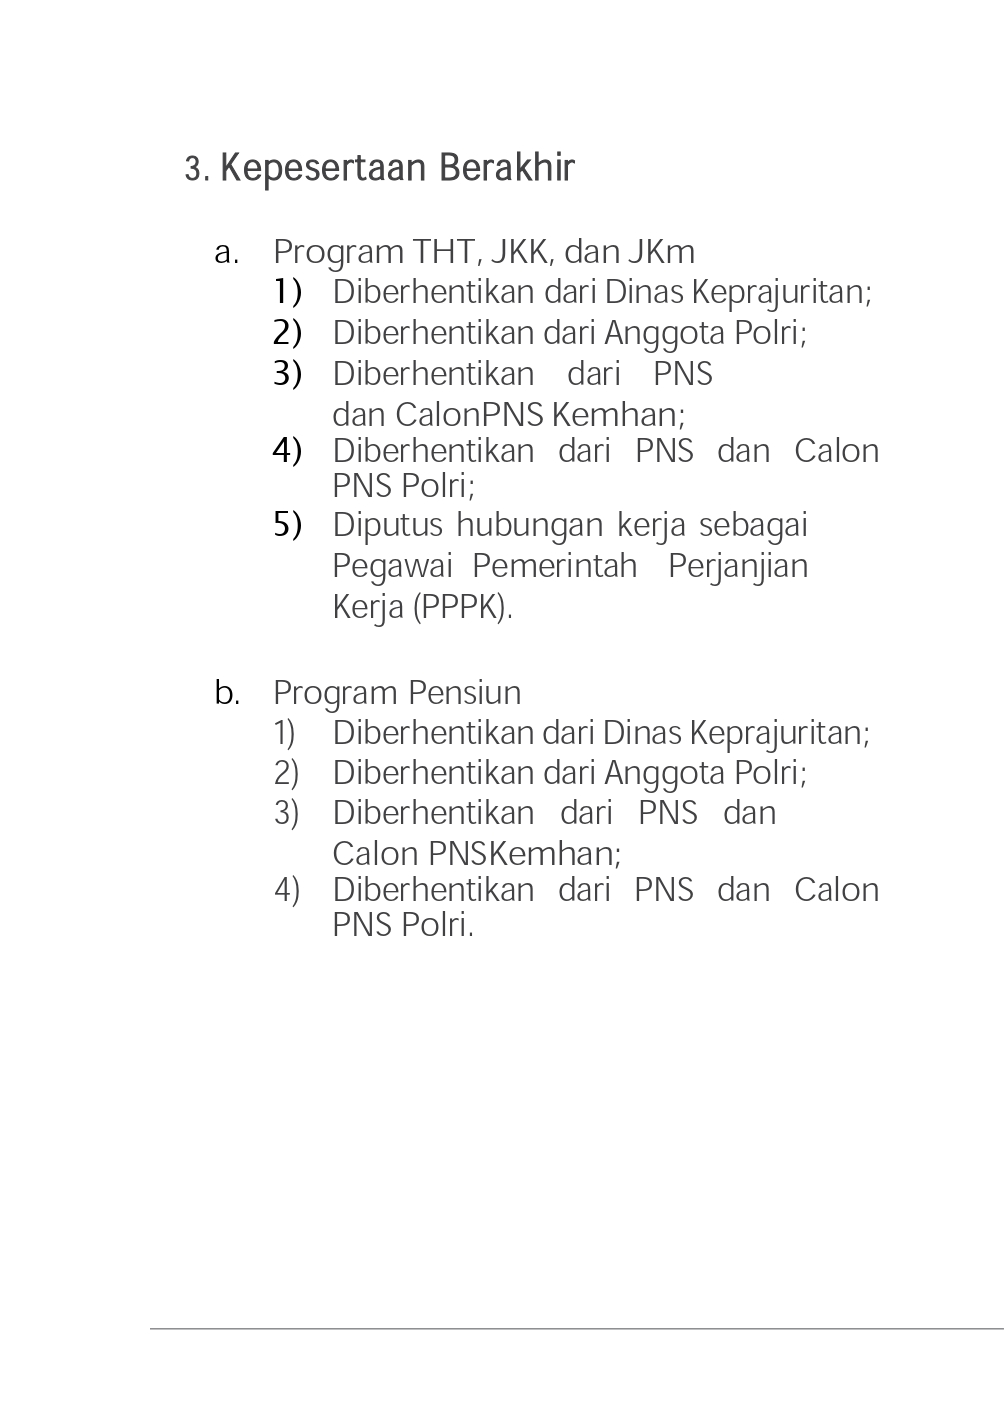 3. Kepesertaan Berakhir
a. Program THT, JKK, dan JKm
1) Diberhentikan dari Dinas Keprajuritan;
2) Diberhentikan dari Anggota Polri;
3) Diberhentikan dari PNS
dan CalonPNS Kemhan;
4) Diberhentikan dari PNS dan Calon
PNS Polri;
5) Diputus hubungan kerja sebagai
Pegawai Pemerintah Perjanjian
Kerja (PPPK).
b. Program Pensiun
1) Diberhentikan dari Dinas Keprajuritan;
2) Diberhentikan dari Anggota Polri;
3) Diberhentikan dari PNS dan
Calon PNSKemhan;
4) Diberhentikan dari PNS dan Calon
PNS Polri.